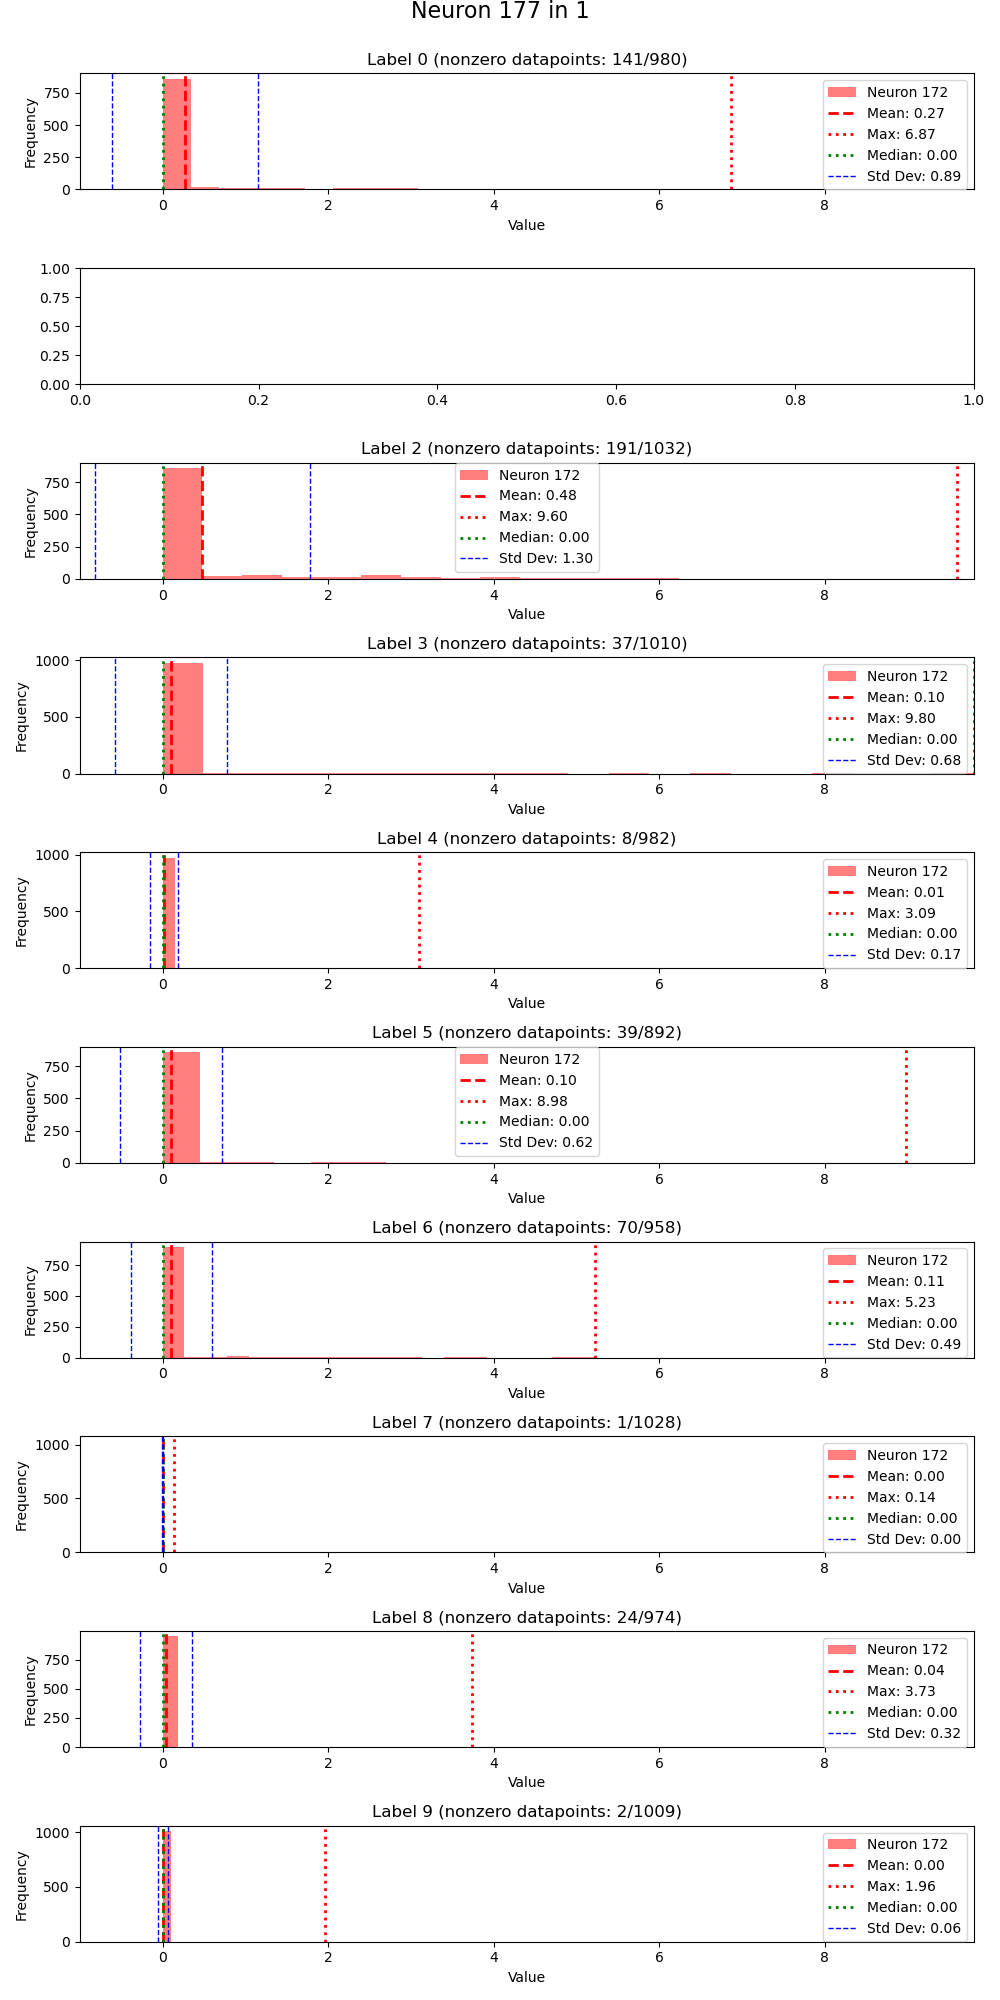 Neuron 177 in 1
Label 0 (nonzero datapoints: 141/980)
Frequency
750
500
250
0
Neuron 172
Mean: 0.27
Max: 6.87
Median: 0.00
Std Dev: 0.89
0 2 4 6 8
Value
1.00
0.75
0.50
0.25
0.00
0.0 0.2 0.4 0.6 0.8 1.0
Label 2 (nonzero datapoints: 191/1032)
Frequency
750
500
250
0
Neuron 172
Mean: 0.48
Max: 9.60
Median: 0.00
Std Dev: 1.30
0 2 4 6 8
Value
Label 3 (nonzero datapoints: 37/1010)
Frequency
1000
500
0
Neuron 172
Mean: 0.10
Max: 9.80
Median: 0.00
Std Dev: 0.68
0 2 4 6 8
Value
Label 4 (nonzero datapoints: 8/982)
Frequency
1000
500
0
Neuron 172
Mean: 0.01
Max: 3.09
Median: 0.00
Std Dev: 0.17
0 2 4 6 8
Value
Label 5 (nonzero datapoints: 39/892)
Frequency
750
500
250
0
Neuron 172
Mean: 0.10
Max: 8.98
Median: 0.00
Std Dev: 0.62
0 2 4 6 8
Value
Label 6 (nonzero datapoints: 70/958)
Frequency
750
500
250
0
Neuron 172
Mean: 0.11
Max: 5.23
Median: 0.00
Std Dev: 0.49
0 2 4 6 8
Value
Label 7 (nonzero datapoints: 1/1028)
Frequency
1000
500
0
Neuron 172
Mean: 0.00
Max: 0.14
Median: 0.00
Std Dev: 0.00
0 2 4 6 8
Value
Label 8 (nonzero datapoints: 24/974)
Frequency
750
500
250
0
Neuron 172
Mean: 0.04
Max: 3.73
Median: 0.00
Std Dev: 0.32
0 2 4 6 8
Value
Label 9 (nonzero datapoints: 2/1009)
Frequency
1000
500
0
Neuron 172
Mean: 0.00
Max: 1.96
Median: 0.00
Std Dev: 0.06
0 2 4 6 8
Value